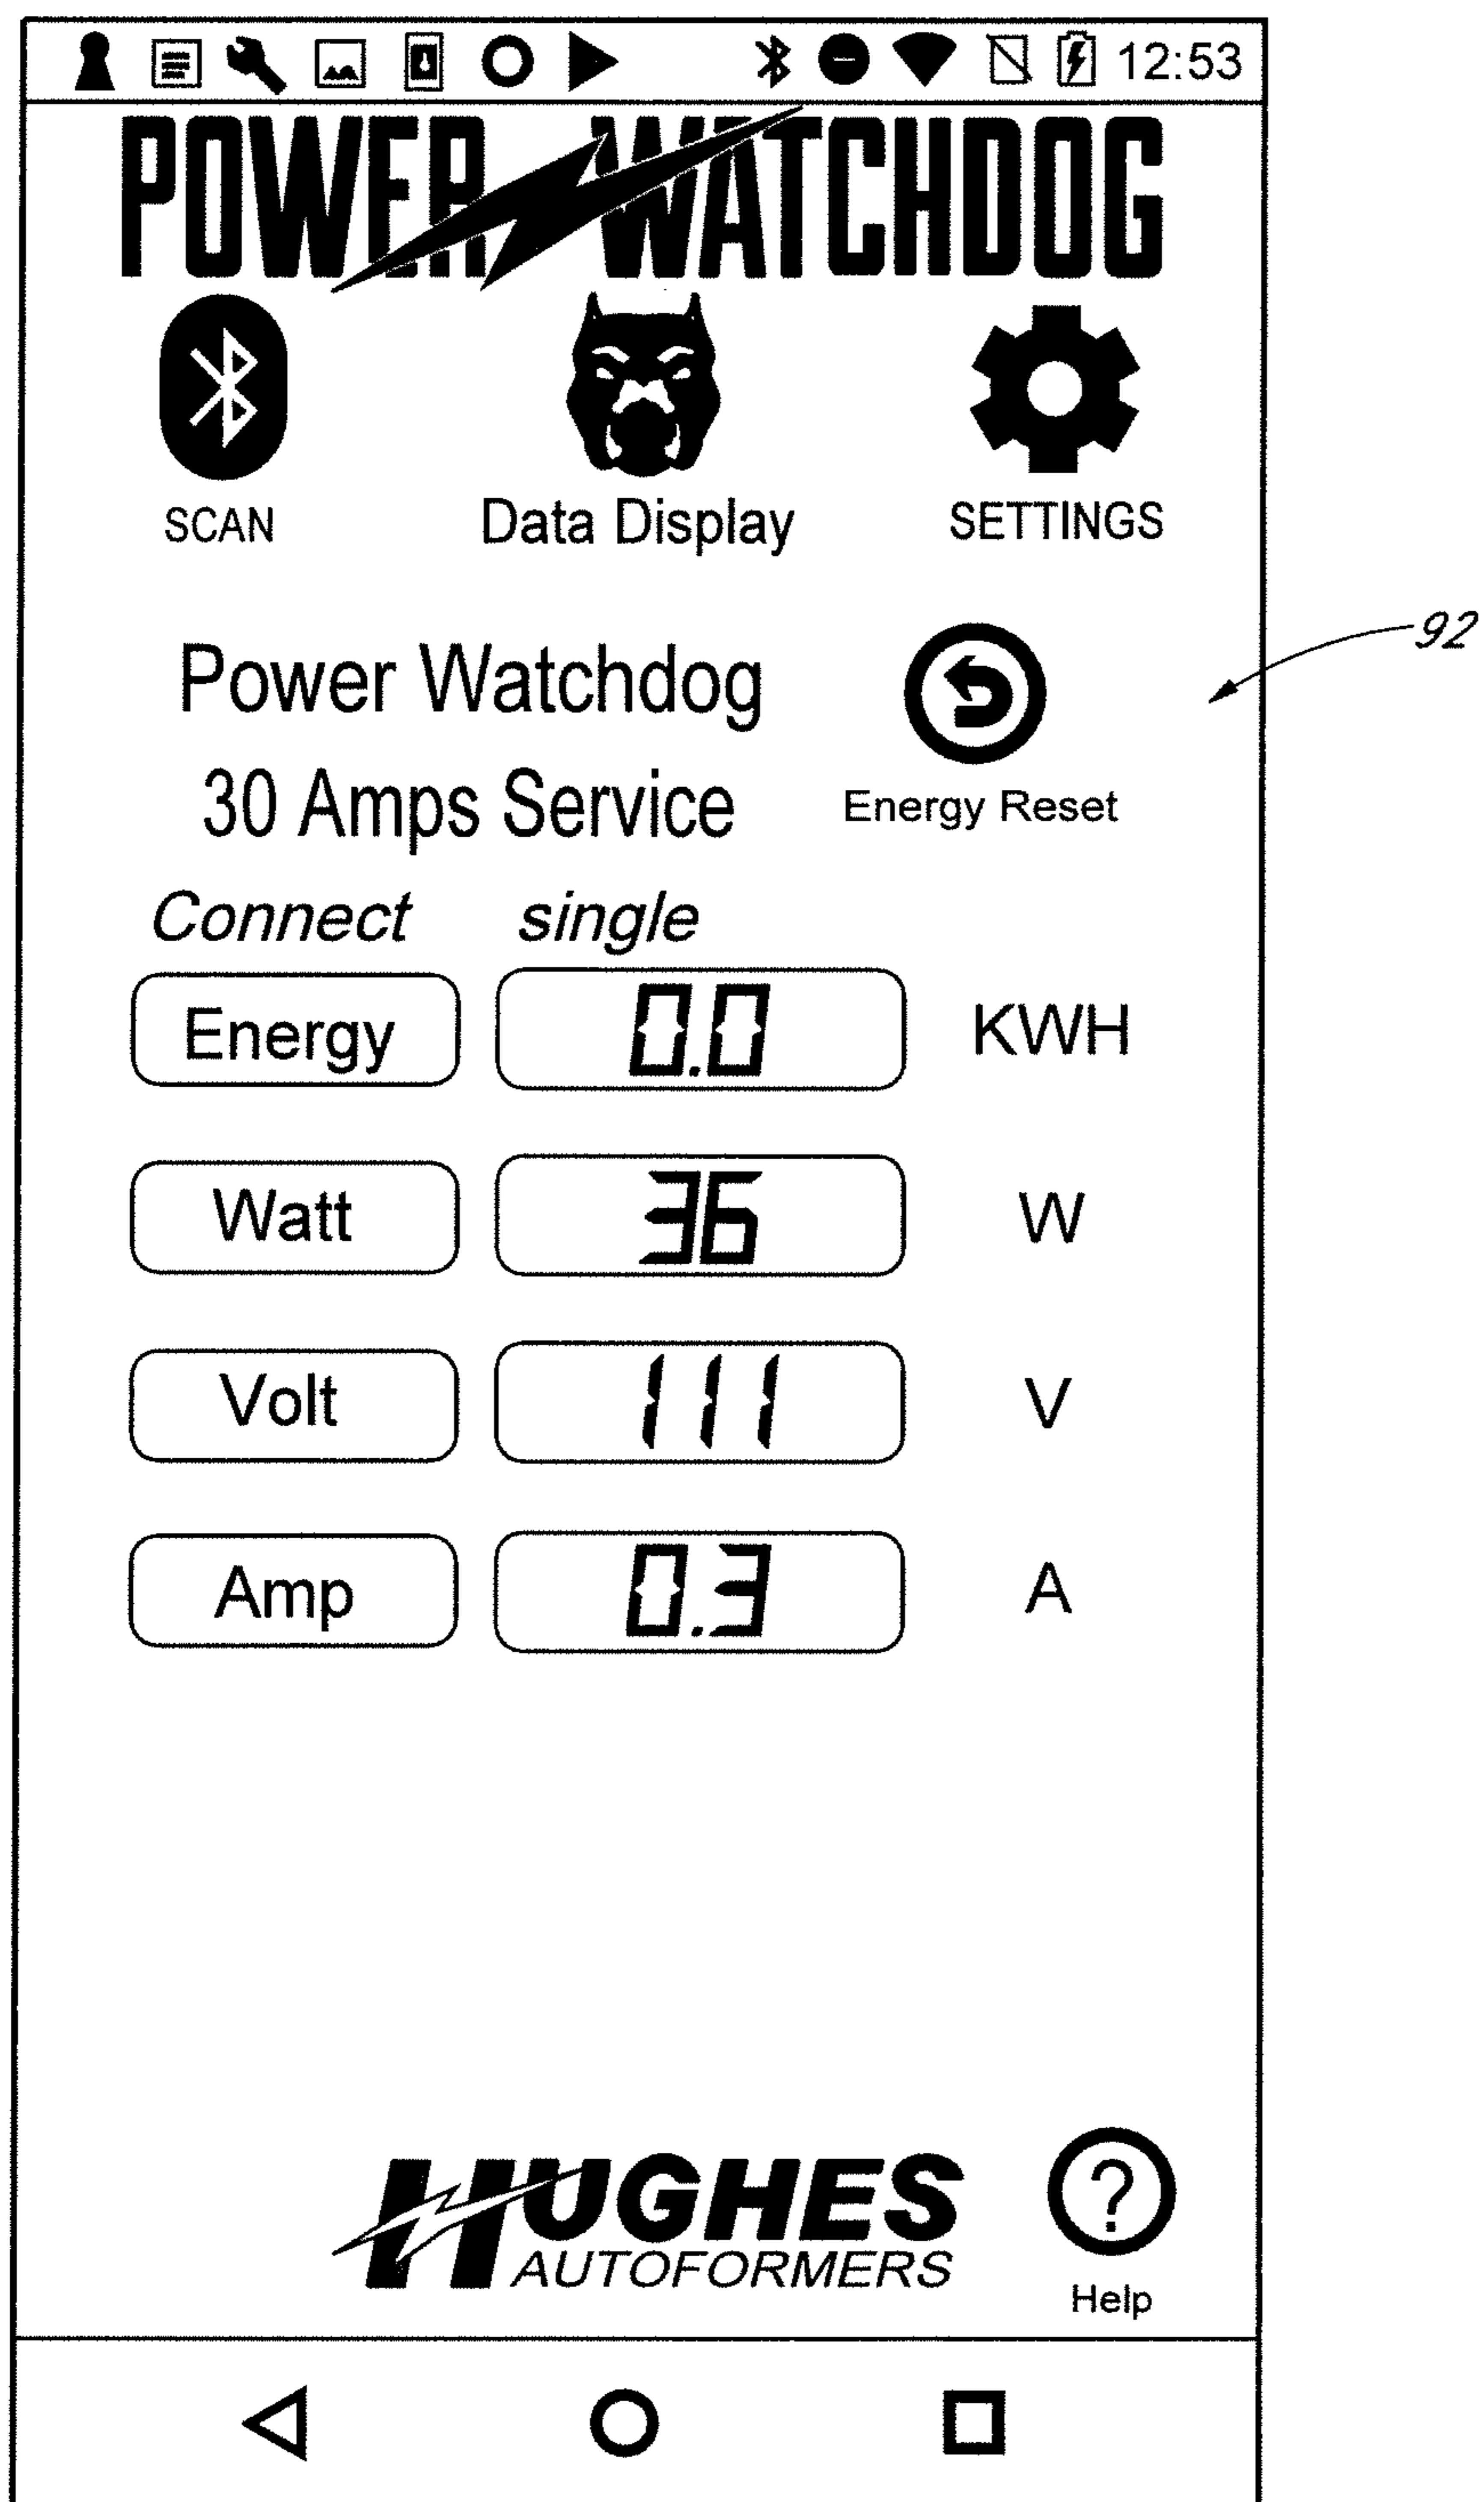 12:53
POWER WATCHDOG
SCAN Data Display SETTINGS
92
Power Watchdog
30 Amps Service Energy Reset
Connect single
Energy 0.0 KWH
Watt 36 W
Volt 111 V
Amp 0.3 A
HUGHES
AUTOFORMERS
?
Help